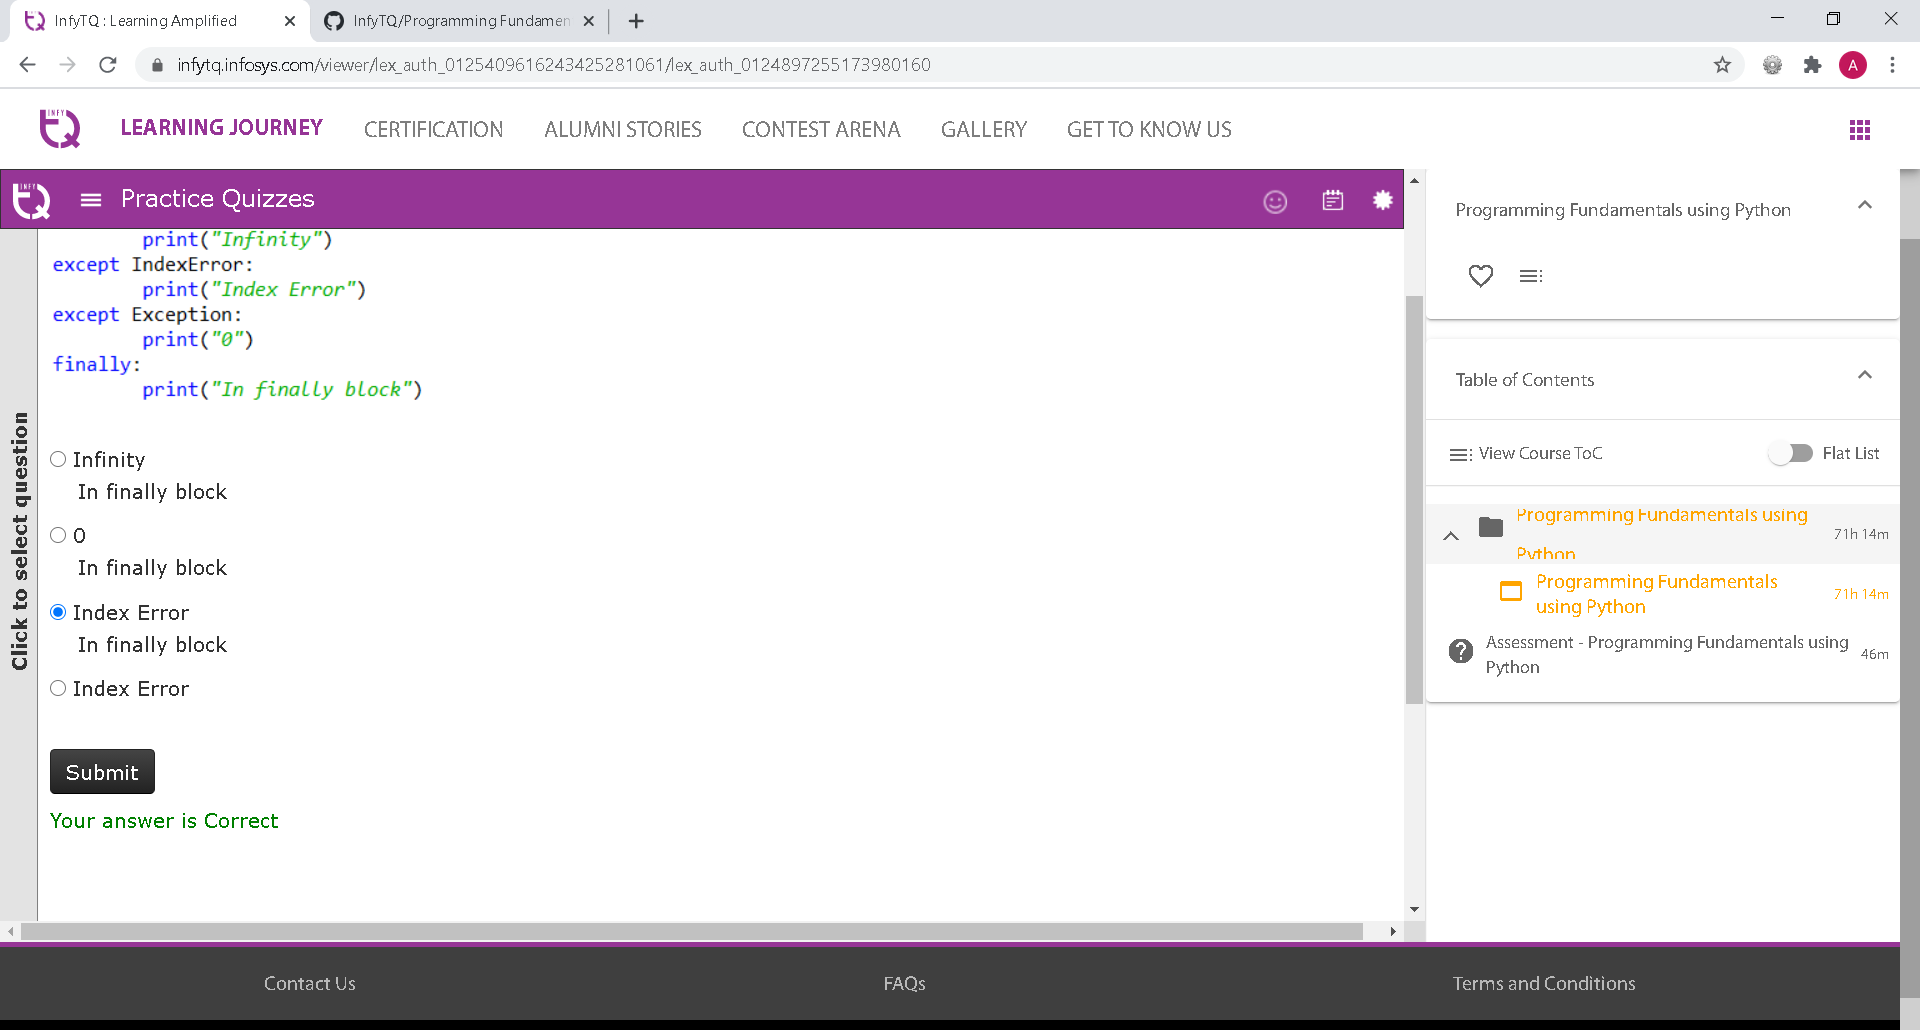 InfyTQ : Learning Amplified
InfyTQ/Programming Fundamen
infytq.infosys.com/viewer/lex_auth_0125409616243425281061/lex_auth_0124897255173980160
A
INFY
TQ
LEARNING JOURNEY
CERTIFICATION
ALUMNI STORIES
CONTEST ARENA
GALLERY
GET TO KNOW US
INFY
TQ
Practice Quizzes
Click to select question
print("Infinity")
except IndexError:
print("Index Error")
except Exception:
print("0")
finally:
print("In finally block")
Infinity
In finally block
0
In finally block
Index Error
In finally block
Index Error
Submit
Your answer is Correct
Programming Fundamentals using Python
Table of Contents
View Course ToC
Flat List
Programming Fundamentals using
Python
71h 14m
Programming Fundamentals
using Python
71h 14m
Assessment - Programming Fundamentals using
Python
46m
Contact Us
FAQs
Terms and Conditions